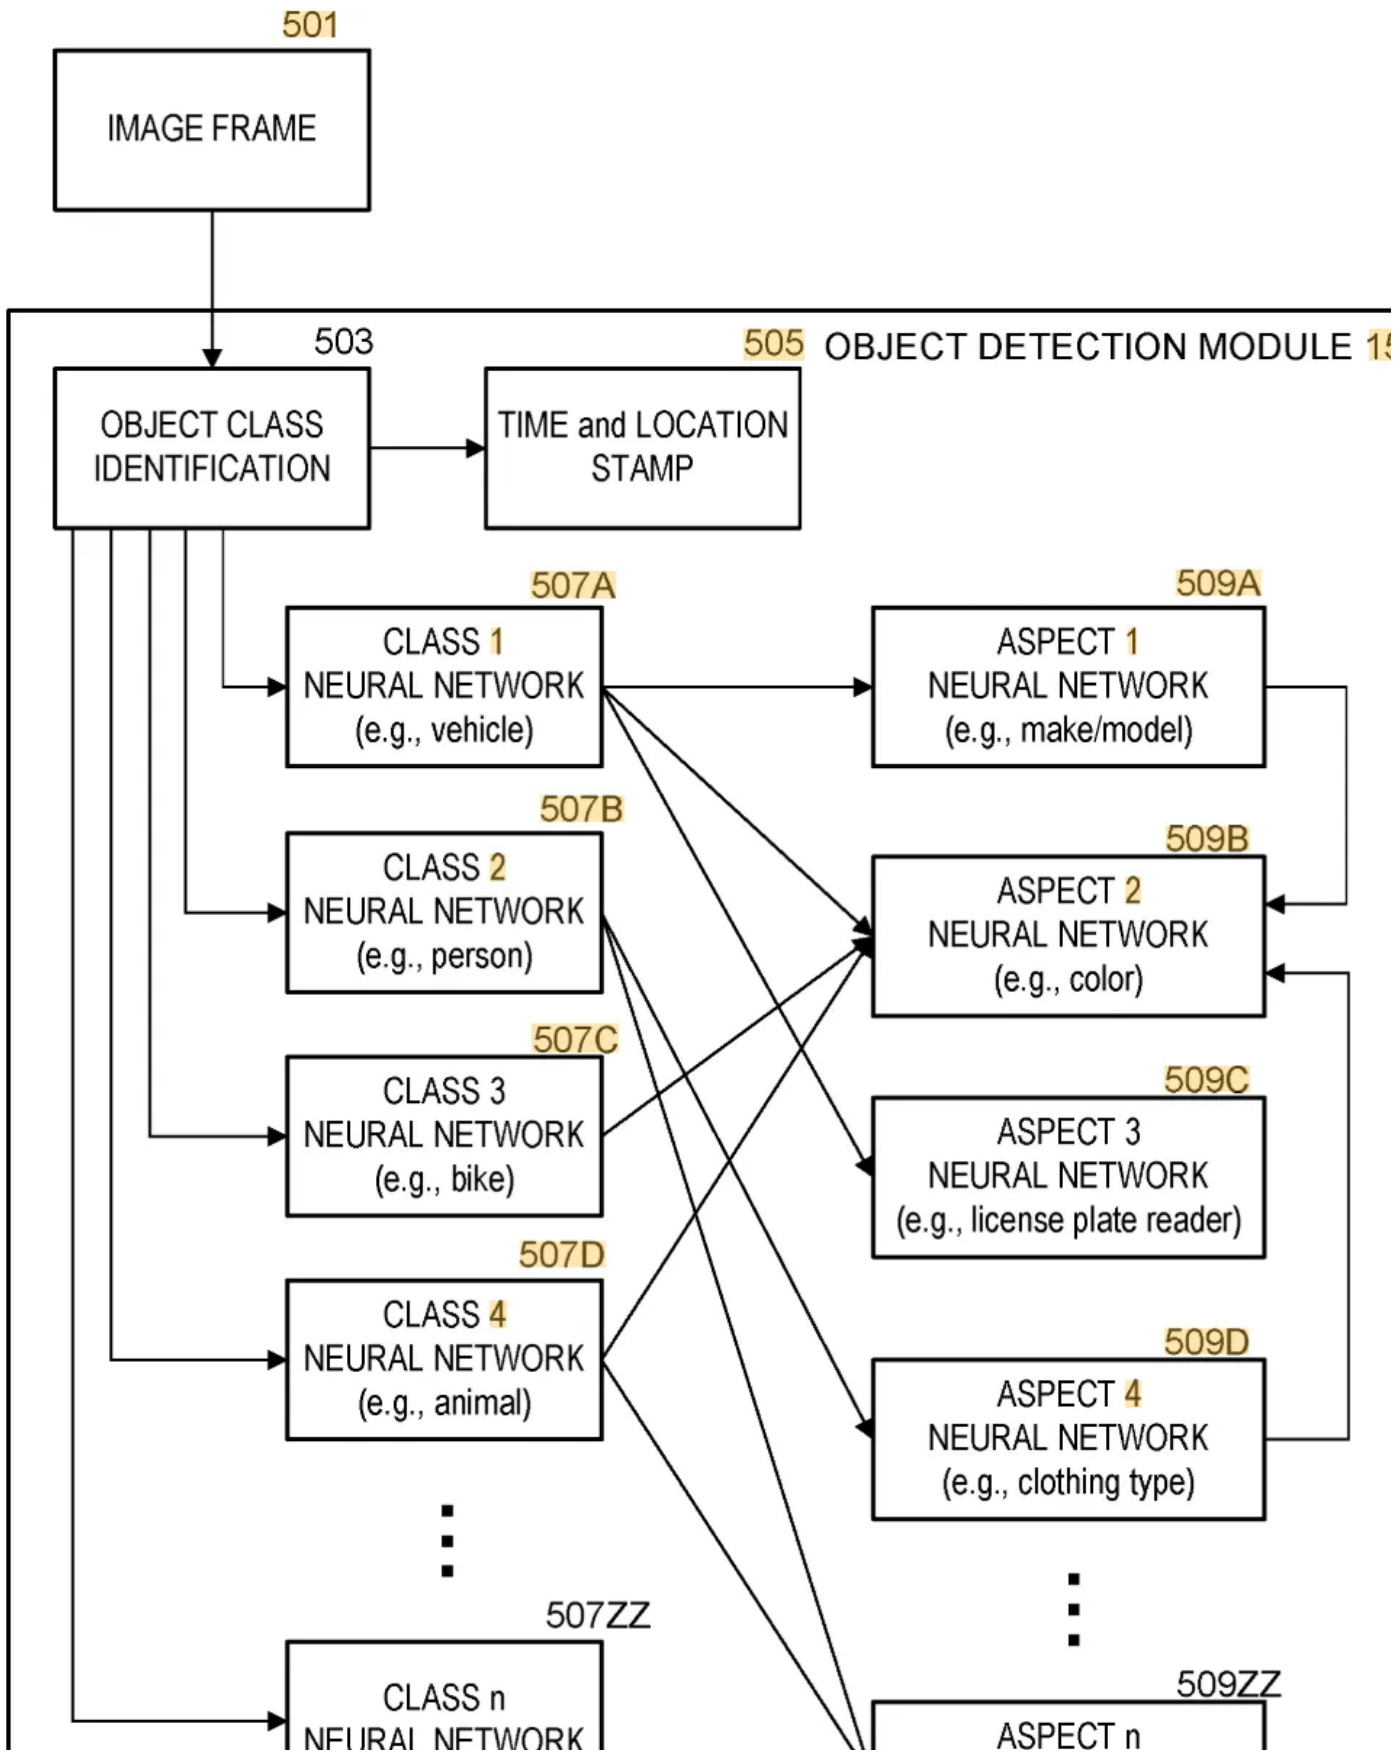 501
IMAGE FRAME
503
505
OBJECT DETECTION MODULE 15
OBJECT CLASS
IDENTIFICATION
TIME and LOCATION
STAMP
507A
CLASS 1
NEURAL NETWORK
(e.g., vehicle)
509A
ASPECT 1
NEURAL NETWORK
(e.g., make/model)
507B
CLASS 2
NEURAL NETWORK
(e.g., person)
509B
ASPECT 2
NEURAL NETWORK
(e.g., color)
507C
CLASS 3
NEURAL NETWORK
(e.g., bike)
509C
ASPECT 3
NEURAL NETWORK
(e.g., license plate reader)
507D
CLASS 4
NEURAL NETWORK
(e.g., animal)
509D
ASPECT 4
NEURAL NETWORK
(e.g., clothing type)
507ZZ
CLASS n
NEURAL NETWORK
509ZZ
ASPECT n